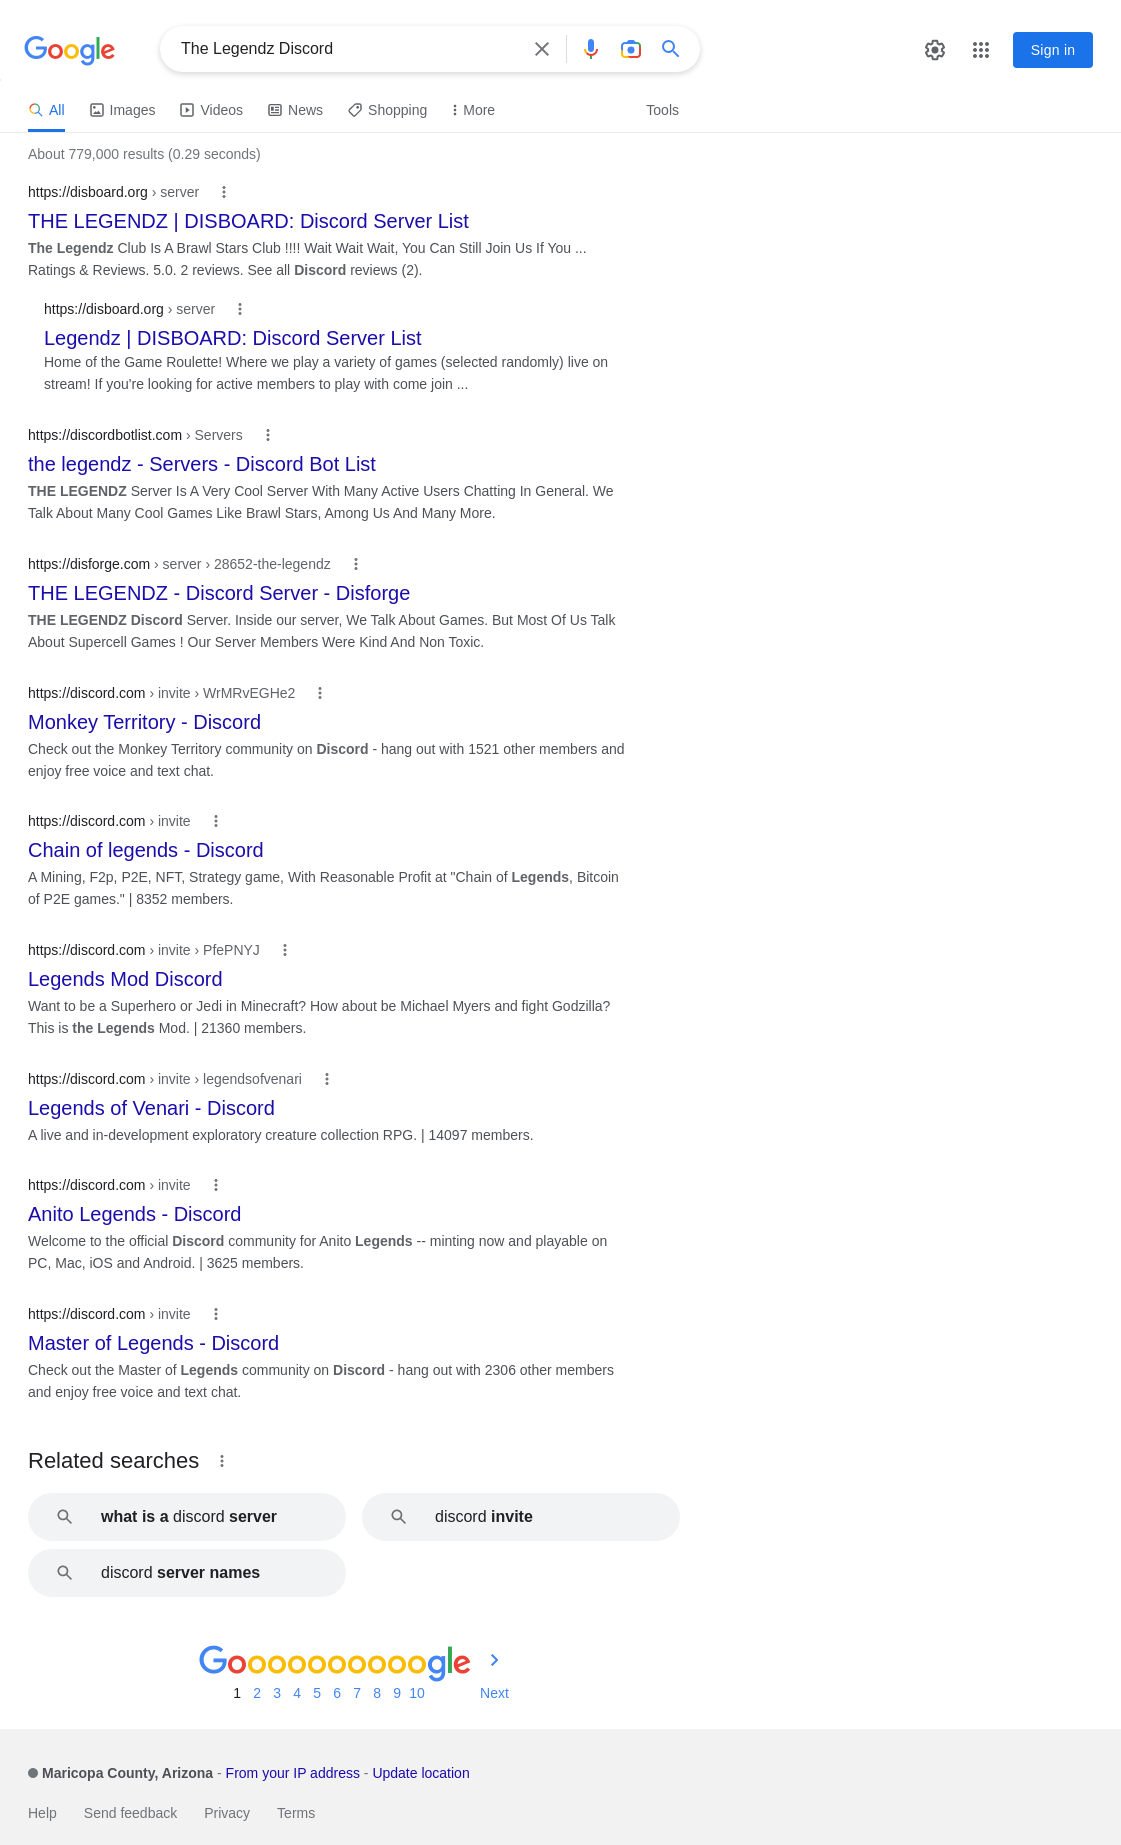 Google
The Legendz Discord
Sign in
All Images Videos News Shopping More Tools
About 779,000 results (0.29 seconds)
https://disboard.org › server
THE LEGENDZ | DISBOARD: Discord Server List
The Legendz Club Is A Brawl Stars Club !!!! Wait Wait Wait, You Can Still Join Us If You ...
Ratings & Reviews. 5.0. 2 reviews. See all Discord reviews (2).
https://disboard.org › server
Legendz | DISBOARD: Discord Server List
Home of the Game Roulette! Where we play a variety of games (selected randomly) live on
stream! If you're looking for active members to play with come join ...
https://discordbotlist.com › Servers
the legendz - Servers - Discord Bot List
THE LEGENDZ Server Is A Very Cool Server With Many Active Users Chatting In General. We
Talk About Many Cool Games Like Brawl Stars, Among Us And Many More.
https://disforge.com › server › 28652-the-legendz
THE LEGENDZ - Discord Server - Disforge
THE LEGENDZ Discord Server. Inside our server, We Talk About Games. But Most Of Us Talk
About Supercell Games ! Our Server Members Were Kind And Non Toxic.
https://discord.com › invite › WrMRvEGHe2
Monkey Territory - Discord
Check out the Monkey Territory community on Discord - hang out with 1521 other members and
enjoy free voice and text chat.
https://discord.com › invite
Chain of legends - Discord
A Mining, F2p, P2E, NFT, Strategy game, With Reasonable Profit at "Chain of Legends, Bitcoin
of P2E games." | 8352 members.
https://discord.com › invite › PfePNYJ
Legends Mod Discord
Want to be a Superhero or Jedi in Minecraft? How about be Michael Myers and fight Godzilla?
This is the Legends Mod. | 21360 members.
https://discord.com › invite › legendsofvenari
Legends of Venari - Discord
A live and in-development exploratory creature collection RPG. | 14097 members.
https://discord.com › invite
Anito Legends - Discord
Welcome to the official Discord community for Anito Legends -- minting now and playable on
PC, Mac, iOS and Android. | 3625 members.
https://discord.com › invite
Master of Legends - Discord
Check out the Master of Legends community on Discord - hang out with 2306 other members
and enjoy free voice and text chat.
Related searches
what is a discord server
discord invite
discord server names
Goooooooooogle
1 2 3 4 5 6 7 8 9 10 Next
Maricopa County, Arizona - From your IP address - Update location
Help Send feedback Privacy Terms